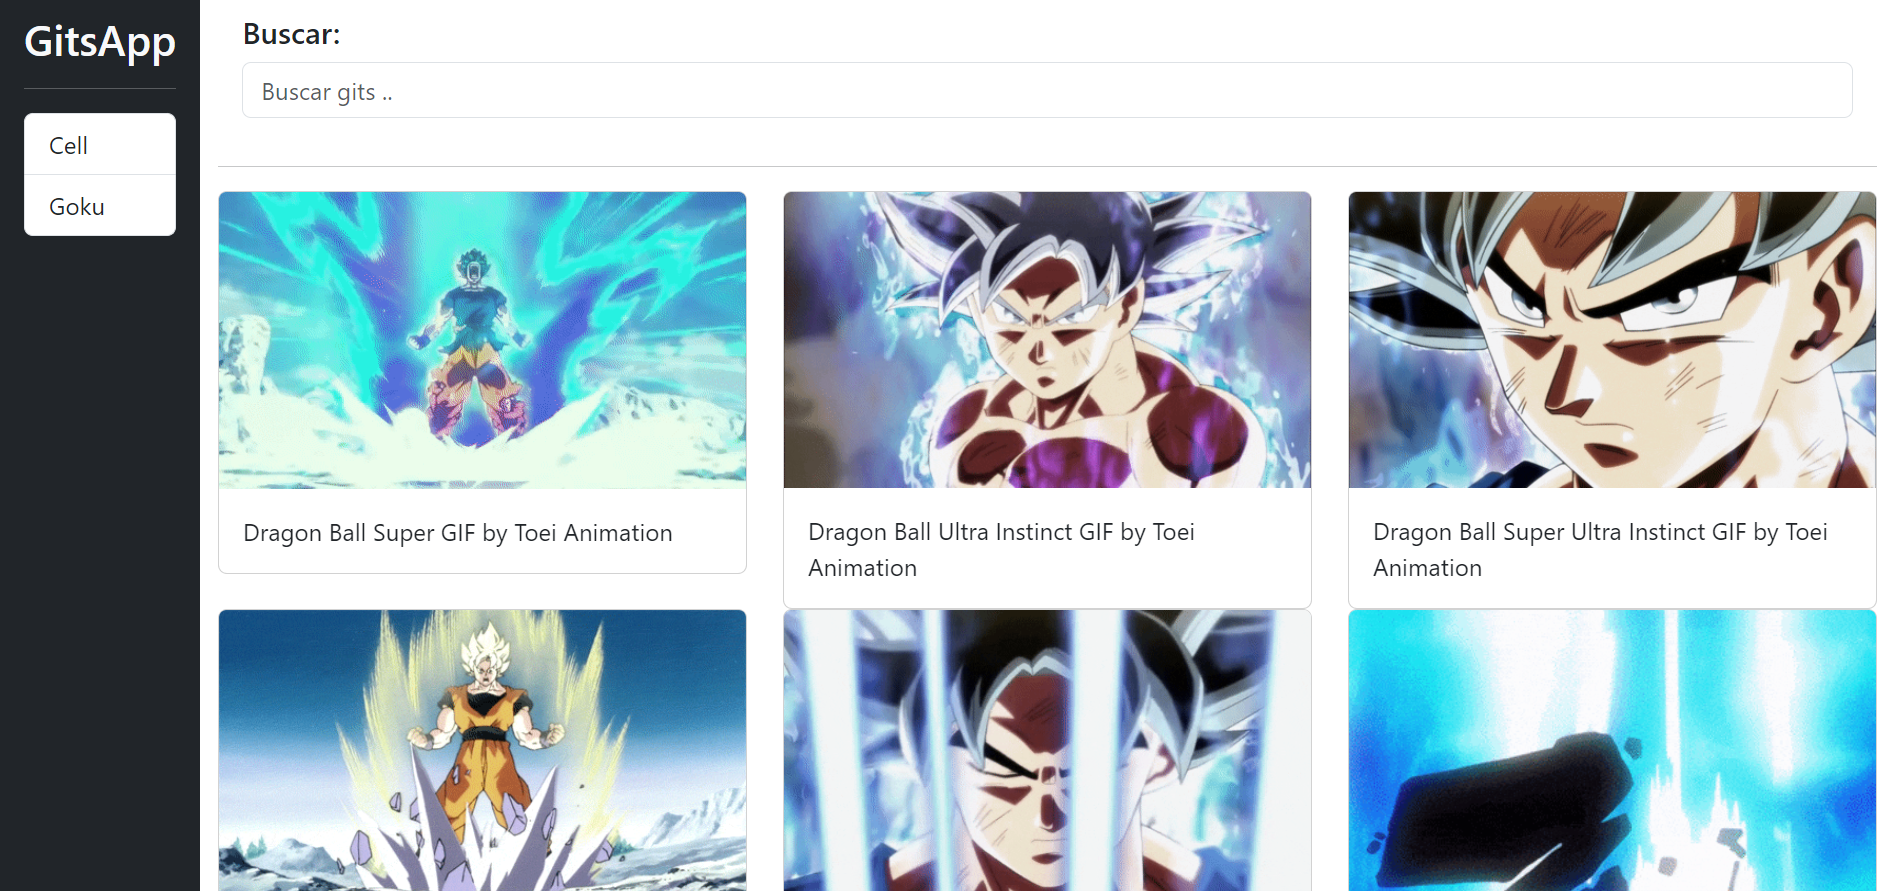 GitsApp
Cell
Goku
Buscar:
Buscar gits ..
Dragon Ball Super GIF by Toei Animation
Dragon Ball Ultra Instinct GIF by Toei
Animation
Dragon Ball Super Ultra Instinct GIF by Toei
Animation